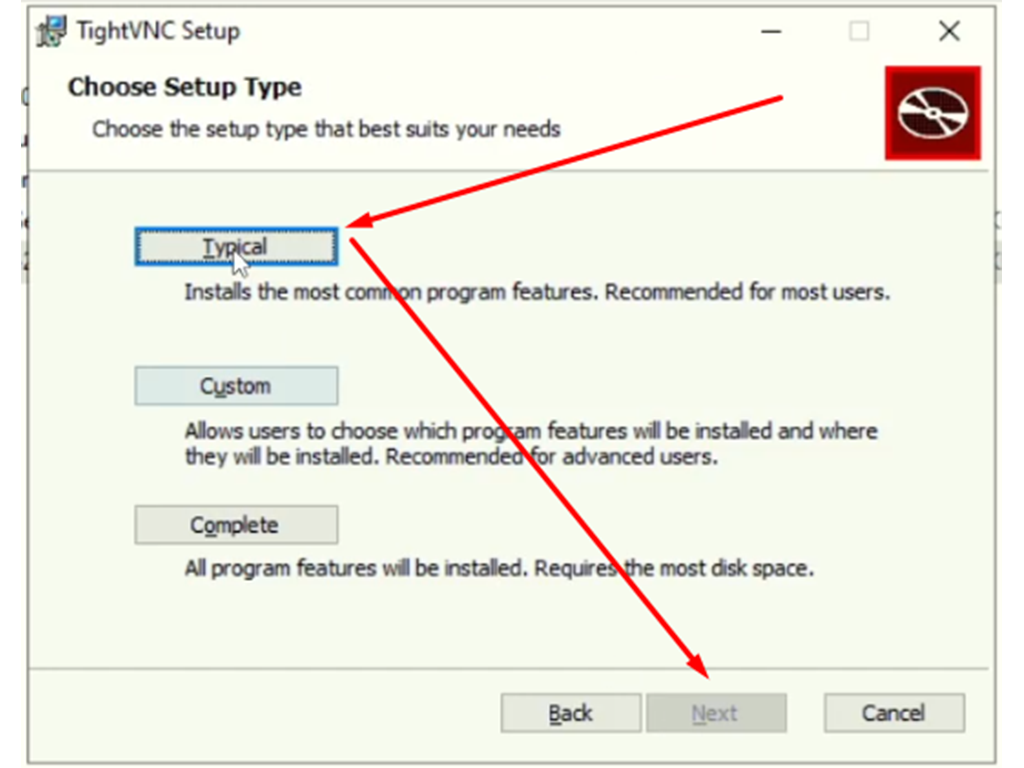 TightVNC Setup
Choose Setup Type
Choose the setup type that best suits your needs
Typical
Installs the most common program features. Recommended for most users.
Custom
Allows users to choose which program features will be installed and where
they will be installed. Recommended for advanced users.
Complete
All program features will be installed. Requires the most disk space.
Back
Next
Cancel